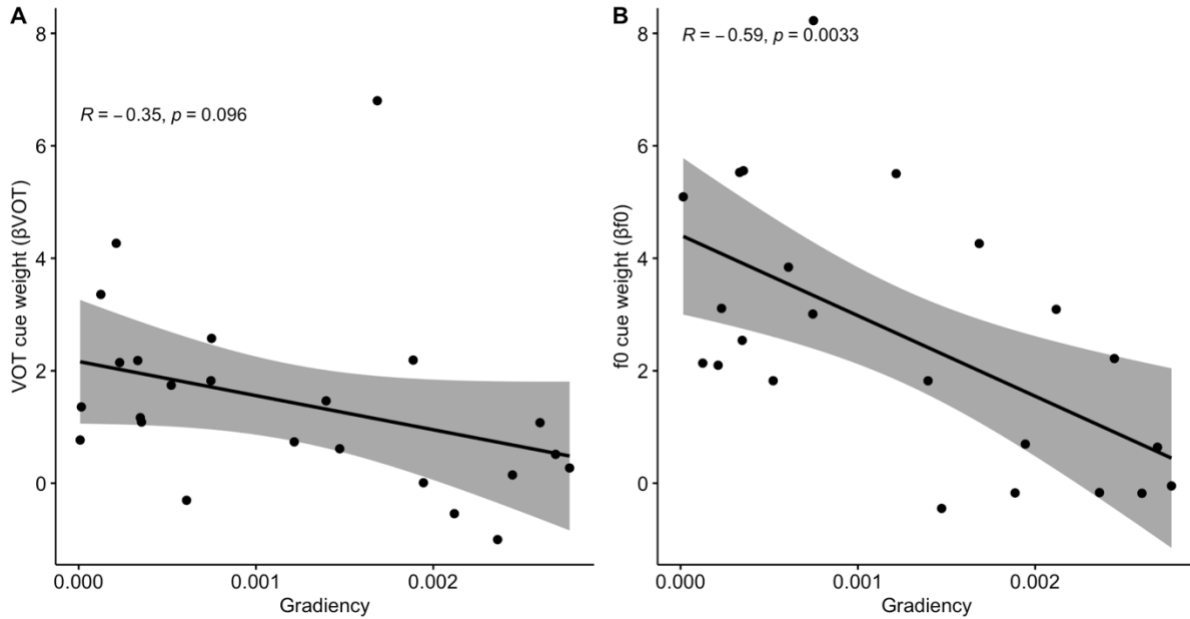 A
R = −0.35, p = 0.096
VOT cue weight (βVOT)
8
6
4
2
0
0.000
0.001
0.002
Gradiency
B
R = −0.59, p = 0.0033
f0 cue weight (βf0)
8
6
4
2
0
0.000
0.001
0.002
Gradiency